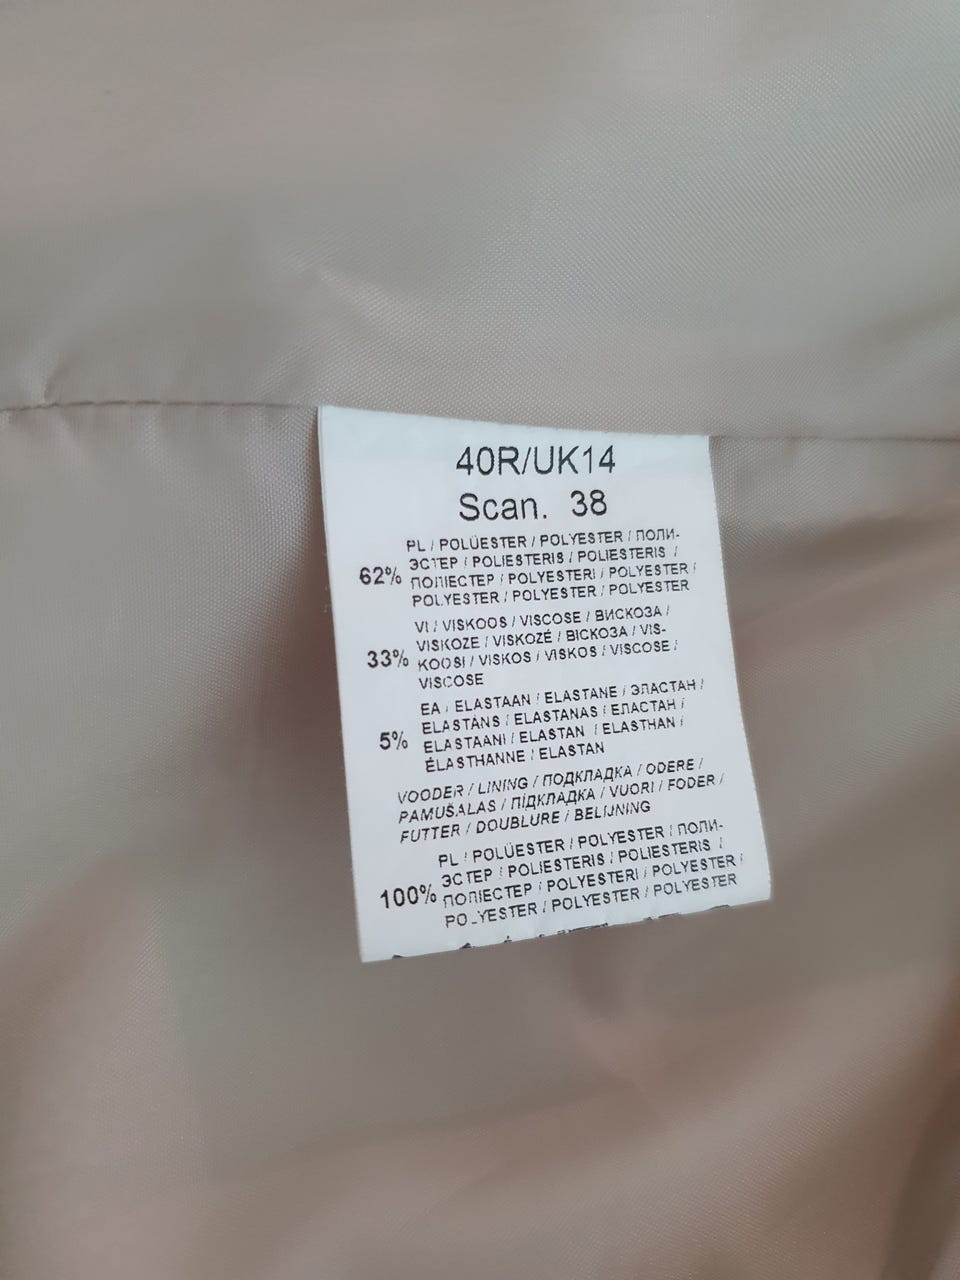 40R/UK14
Scan. 38
PL / POLÜESTER / POLYESTER / ПОЛИ-
ЭСТЕР / POLIESTERIS / POLIESTERIS /
62% ПОЛІЕСТЕР / POLYESTERI / POLYESTER /
POLYESTER / POLYESTER / POLYESTER
VI / VISKOOS / VISCOSE / ВИСКОЗА /
VISKOZE / VISKOZĖ / ВІСКОЗА / VIS-
33% KOOSI / VISKOS / VISKOS / VISCOSE /
VISCOSE
EA / ELASTAAN / ELASTANE / ЭЛАСТАН /
ELASTĀNS / ELASTANAS / ЕЛАСТАН /
5% ELASTAANI / ELASTAN / ELASTHAN /
ÉLASTHANNE / ELASTAN
VOODER / LINING / ПОДКЛАДКА / ODERE /
PAMUŠALAS / ПІДКЛАДКА / VUORI / FODER /
FUTTER / DOUBLURE / BELIJNING
PL / POLÜESTER / POLYESTER / ПОЛИ-
ЭСТЕР / POLIESTERIS / POLIESTERIS /
100% ПОЛІЕСТЕР / POLYESTERI / POLYESTER /
POLYESTER / POLYESTER / POLYESTER